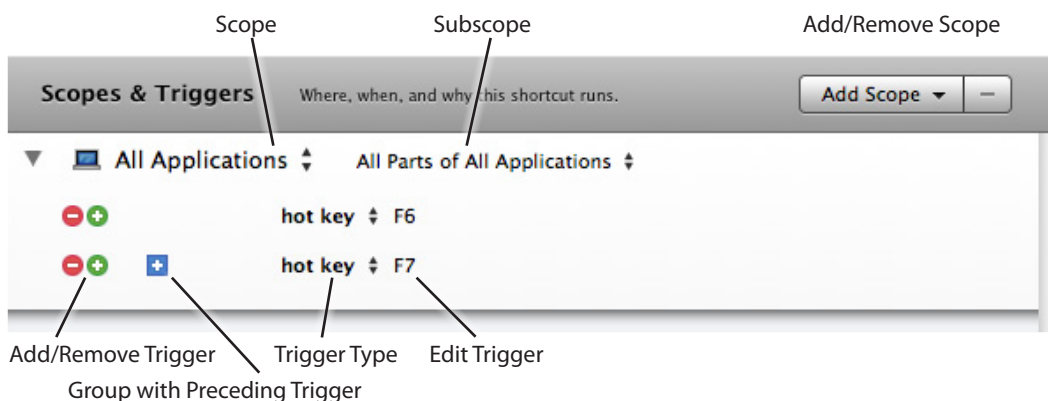 Scope Subscope Add/Remove Scope
Scopes & Triggers Where, when, and why this shortcut runs. Add Scope
All Applications All Parts of All Applications
hot key F6
hot key F7
Add/Remove Trigger Trigger Type Edit Trigger
Group with Preceding Trigger